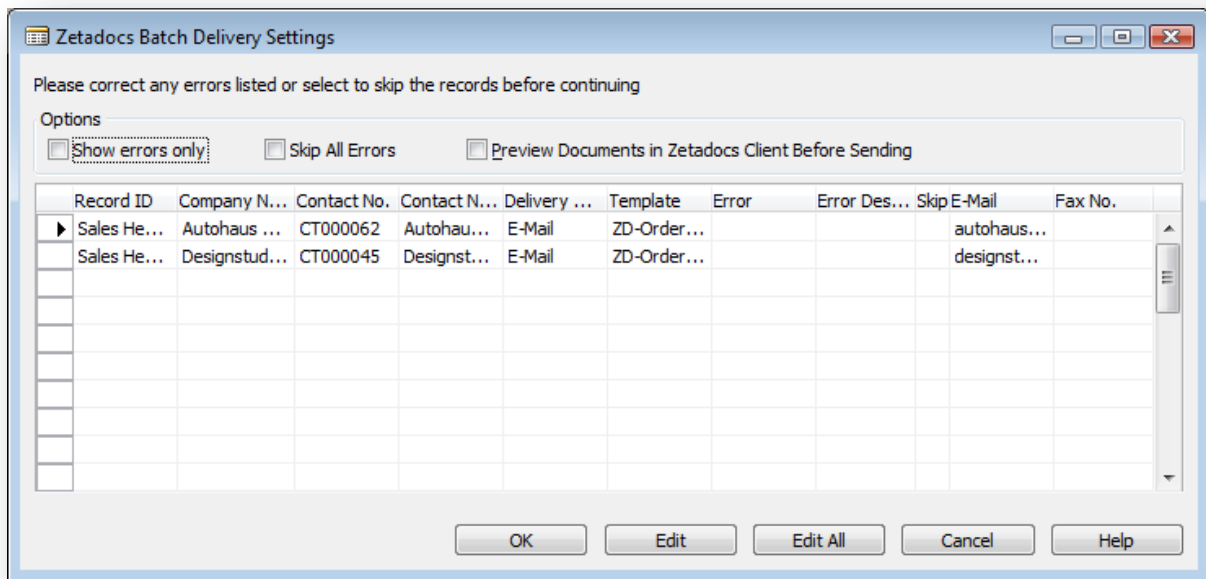 Zetadocs Batch Delivery Settings
Please correct any errors listed or select to skip the records before continuing
Options
Show errors only Skip All Errors Preview Documents in Zetadocs Client Before Sending
Record ID Company N... Contact No. Contact N... Delivery ... Template Error Error Des... Skip E-Mail Fax No.
Sales He... Autohaus ... CT000062 Autohau... E-Mail ZD-Order... autohaus...
Sales He... Designstud... CT000045 Designst... E-Mail ZD-Order... designst...
OK Edit Edit All Cancel Help